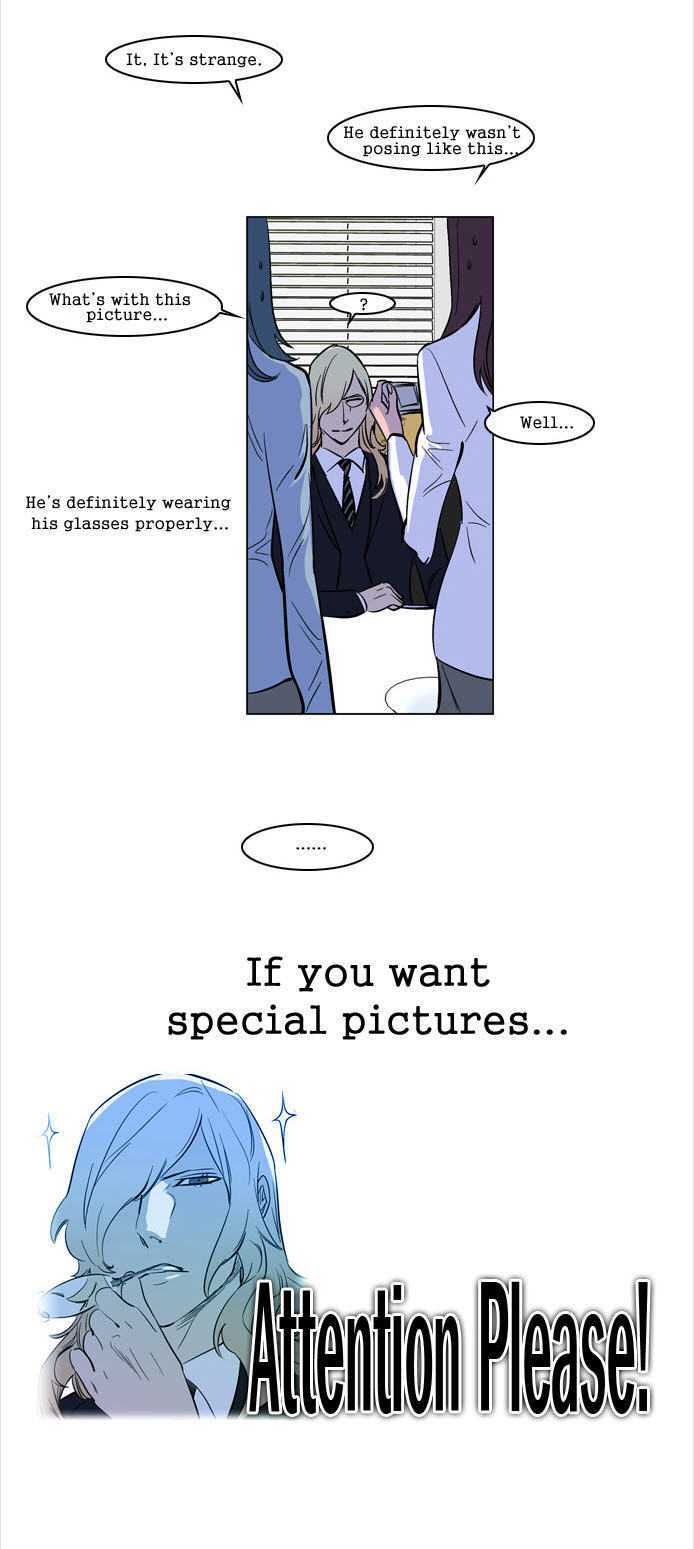 It, It's strange.
He definitely wasn't
posing like this...
What's with this
picture...
?
Well...
He's definitely wearing
his glasses properly...
......
If you want
special pictures...
Attention Please!